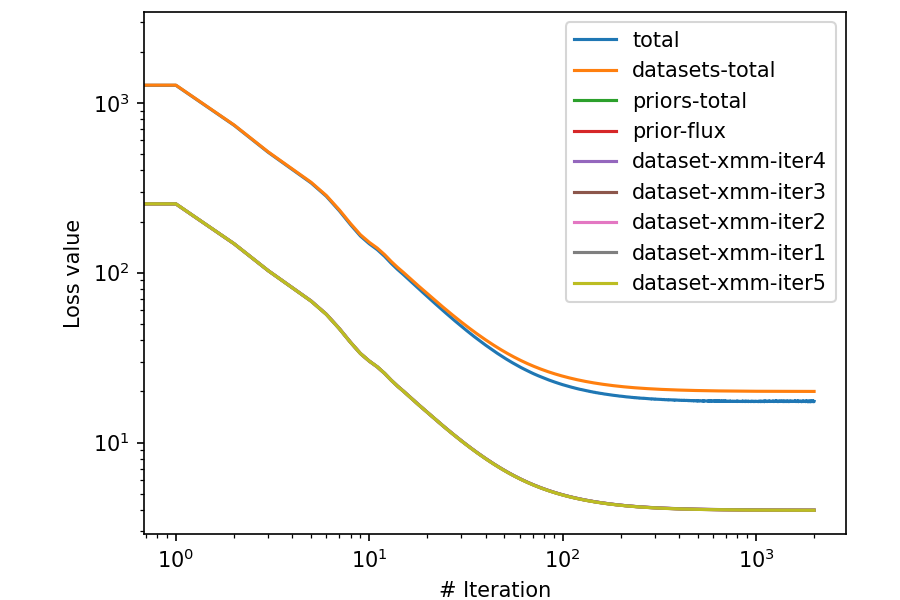 total
datasets-total
priors-total
prior-flux
dataset-xmm-iter4
dataset-xmm-iter3
dataset-xmm-iter2
dataset-xmm-iter1
dataset-xmm-iter5
Loss value
10³
10²
10¹
10⁰ 10¹ 10² 10³
# Iteration